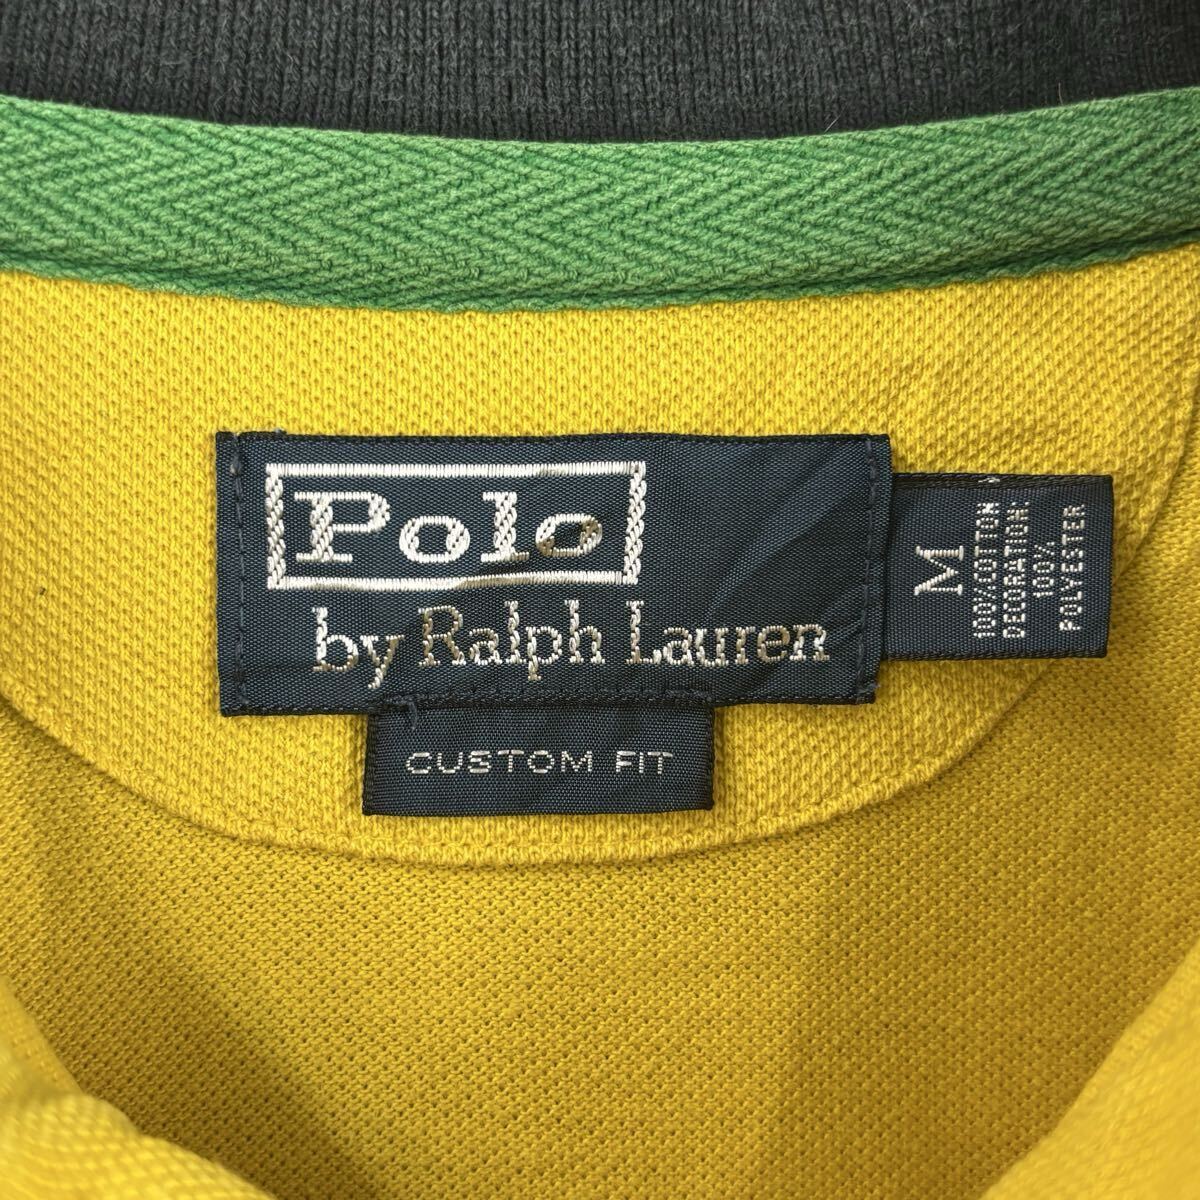 Polo
by Ralph Lauren
CUSTOM FIT
M
100%COTTON
DECORATION:
100%
POLYESTER